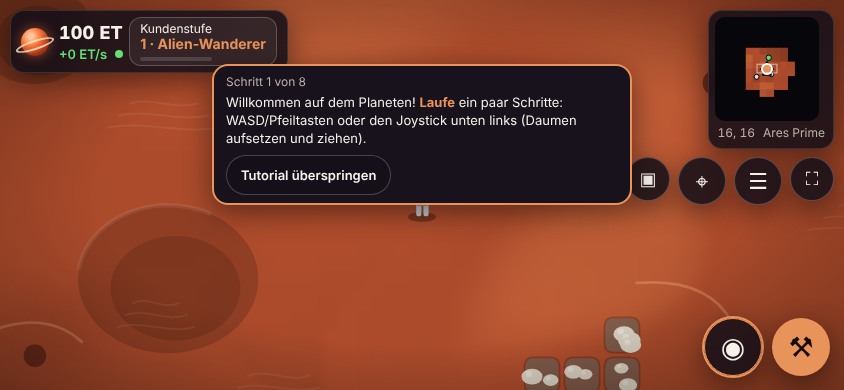 100 ET
+0 ET/s
Kundenstufe
1 · Alien-Wanderer
Schritt 1 von 8
Willkommen auf dem Planeten! Laufe ein paar Schritte:
WASD/Pfeiltasten oder den Joystick unten links (Daumen
aufsetzen und ziehen).
Tutorial überspringen
16, 16 Ares Prime